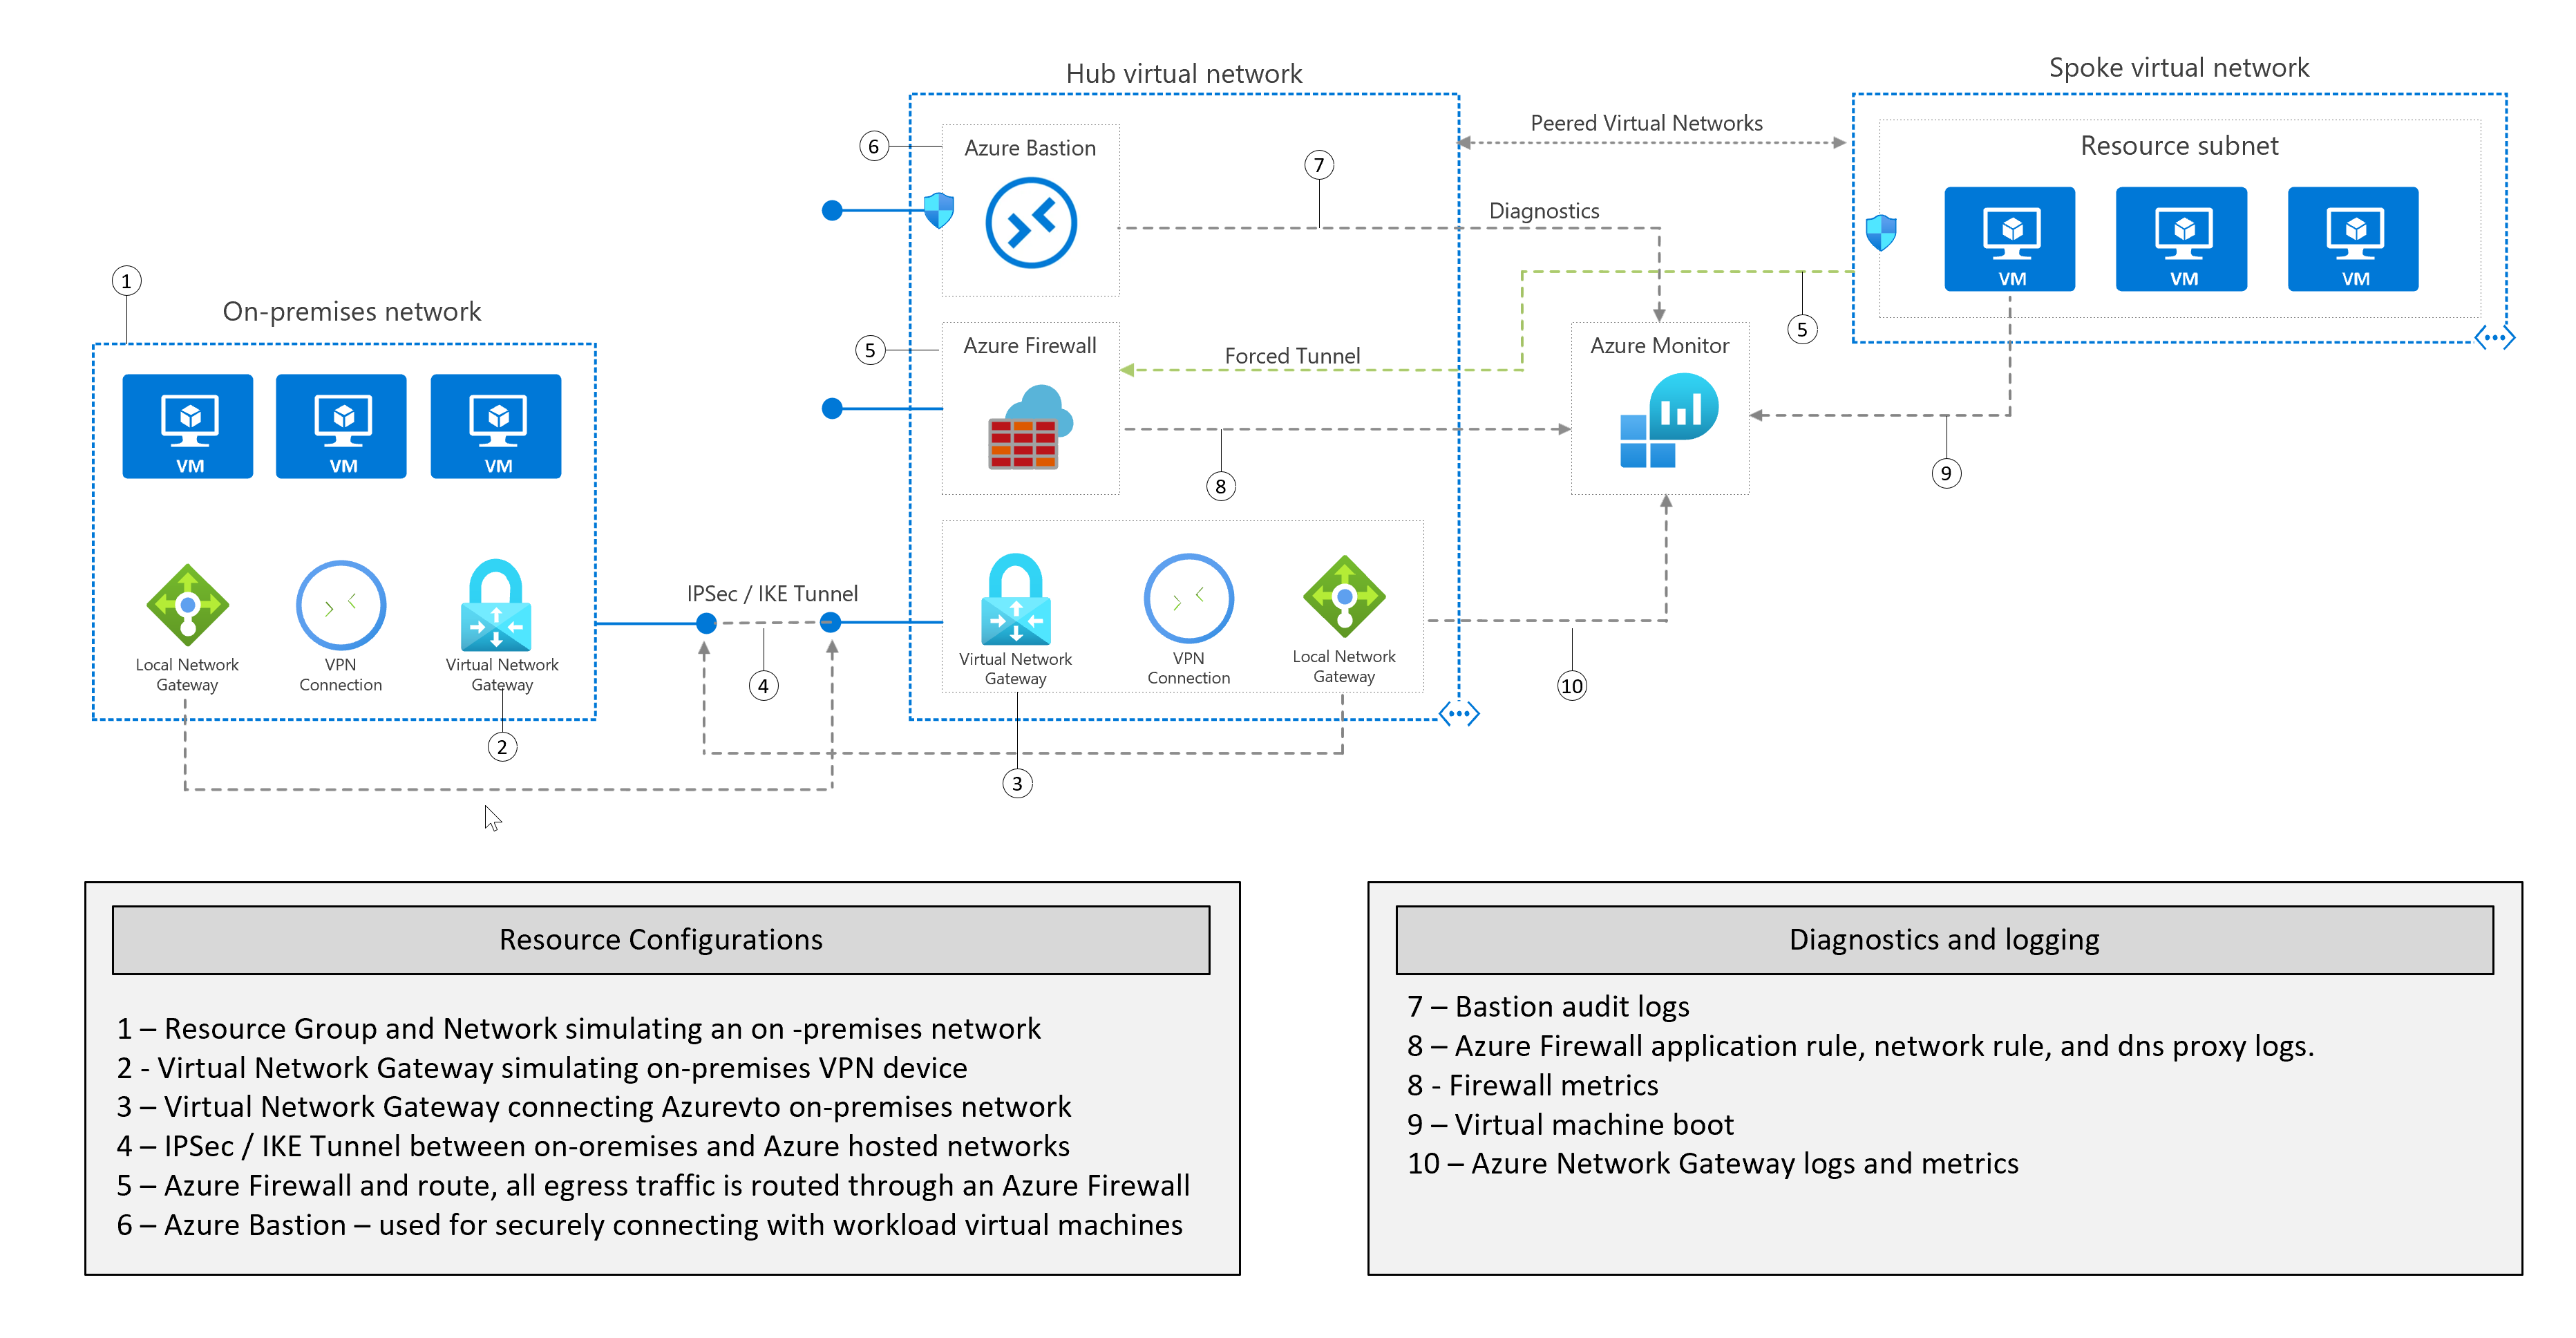 Hub virtual network
Spoke virtual network
Azure Bastion
6
7
Peered Virtual Networks
Resource subnet
Diagnostics
VM
VM
VM
1
On-premises network
5
Azure Firewall
Forced Tunnel
Azure Monitor
5
VM
VM
VM
8
9
IPSec / IKE Tunnel
Local Network
Gateway
VPN
Connection
Virtual Network
Gateway
4
Virtual Network
Gateway
VPN
Connection
Local Network
Gateway
10
2
3
Resource Configurations
1 – Resource Group and Network simulating an on -premises network
2 - Virtual Network Gateway simulating on-premises VPN device
3 – Virtual Network Gateway connecting Azurevto on-premises network
4 – IPSec / IKE Tunnel between on-oremises and Azure hosted networks
5 – Azure Firewall and route, all egress traffic is routed through an Azure Firewall
6 – Azure Bastion – used for securely connecting with workload virtual machines
Diagnostics and logging
7 – Bastion audit logs
8 – Azure Firewall application rule, network rule, and dns proxy logs.
8 - Firewall metrics
9 – Virtual machine boot
10 – Azure Network Gateway logs and metrics